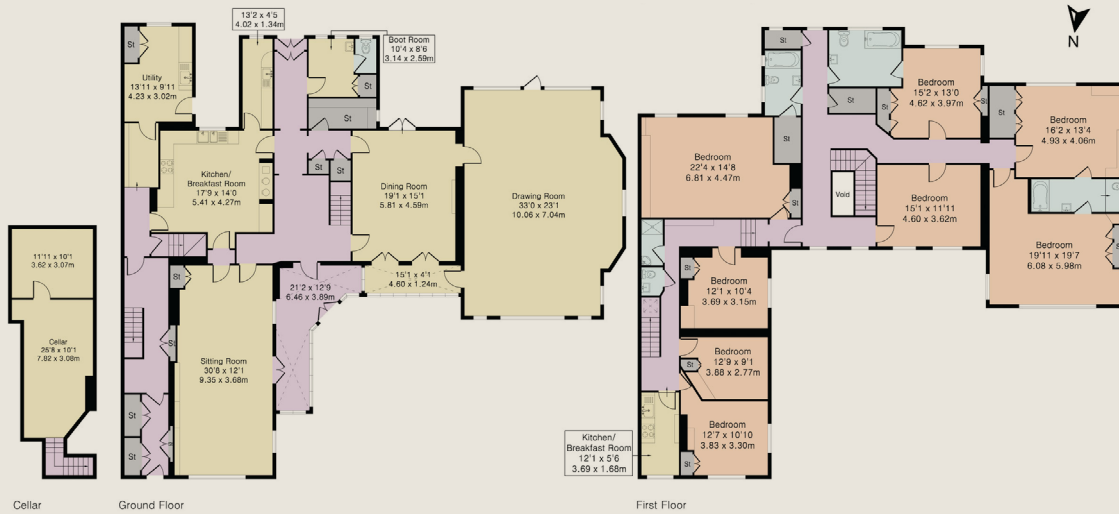 13'2 x 4'5
4.02 x 1.34m
St
Utility
13'11 x 9'11
4.23 x 3.02m
Boot Room
10'4 x 8'6
3.14 x 2.59m
St
St
Kitchen/
Breakfast Room
17'9 x 14'0
5.41 x 4.27m
St
St
Dining Room
19'1 x 15'1
5.81 x 4.59m
Drawing Room
33'0 x 23'1
10.06 x 7.04m
15'1 x 4'1
4.60 x 1.24m
21'2 x 12'9
6.46 x 3.89m
St
St
Sitting Room
30'8 x 12'1
9.35 x 3.68m
St
St
11'11 x 10'1
3.62 x 3.07m
Cellar
25'8 x 10'1
7.82 x 3.08m
Cellar
Ground Floor
N
St
St
St
St
Bedroom
15'2 x 13'0
4.62 x 3.97m
St
St
Bedroom
16'2 x 13'4
4.93 x 4.06m
Bedroom
22'4 x 14'8
6.81 x 4.47m
St
Void
Bedroom
15'1 x 11'11
4.60 x 3.62m
Bedroom
19'11 x 19'7
6.08 x 5.98m
St
St
Bedroom
12'1 x 10'4
3.69 x 3.15m
Bedroom
12'9 x 9'1
3.88 x 2.77m
St
Bedroom
12'7 x 10'10
3.83 x 3.30m
St
Kitchen/
Breakfast Room
12'1 x 5'6
3.69 x 1.68m
First Floor